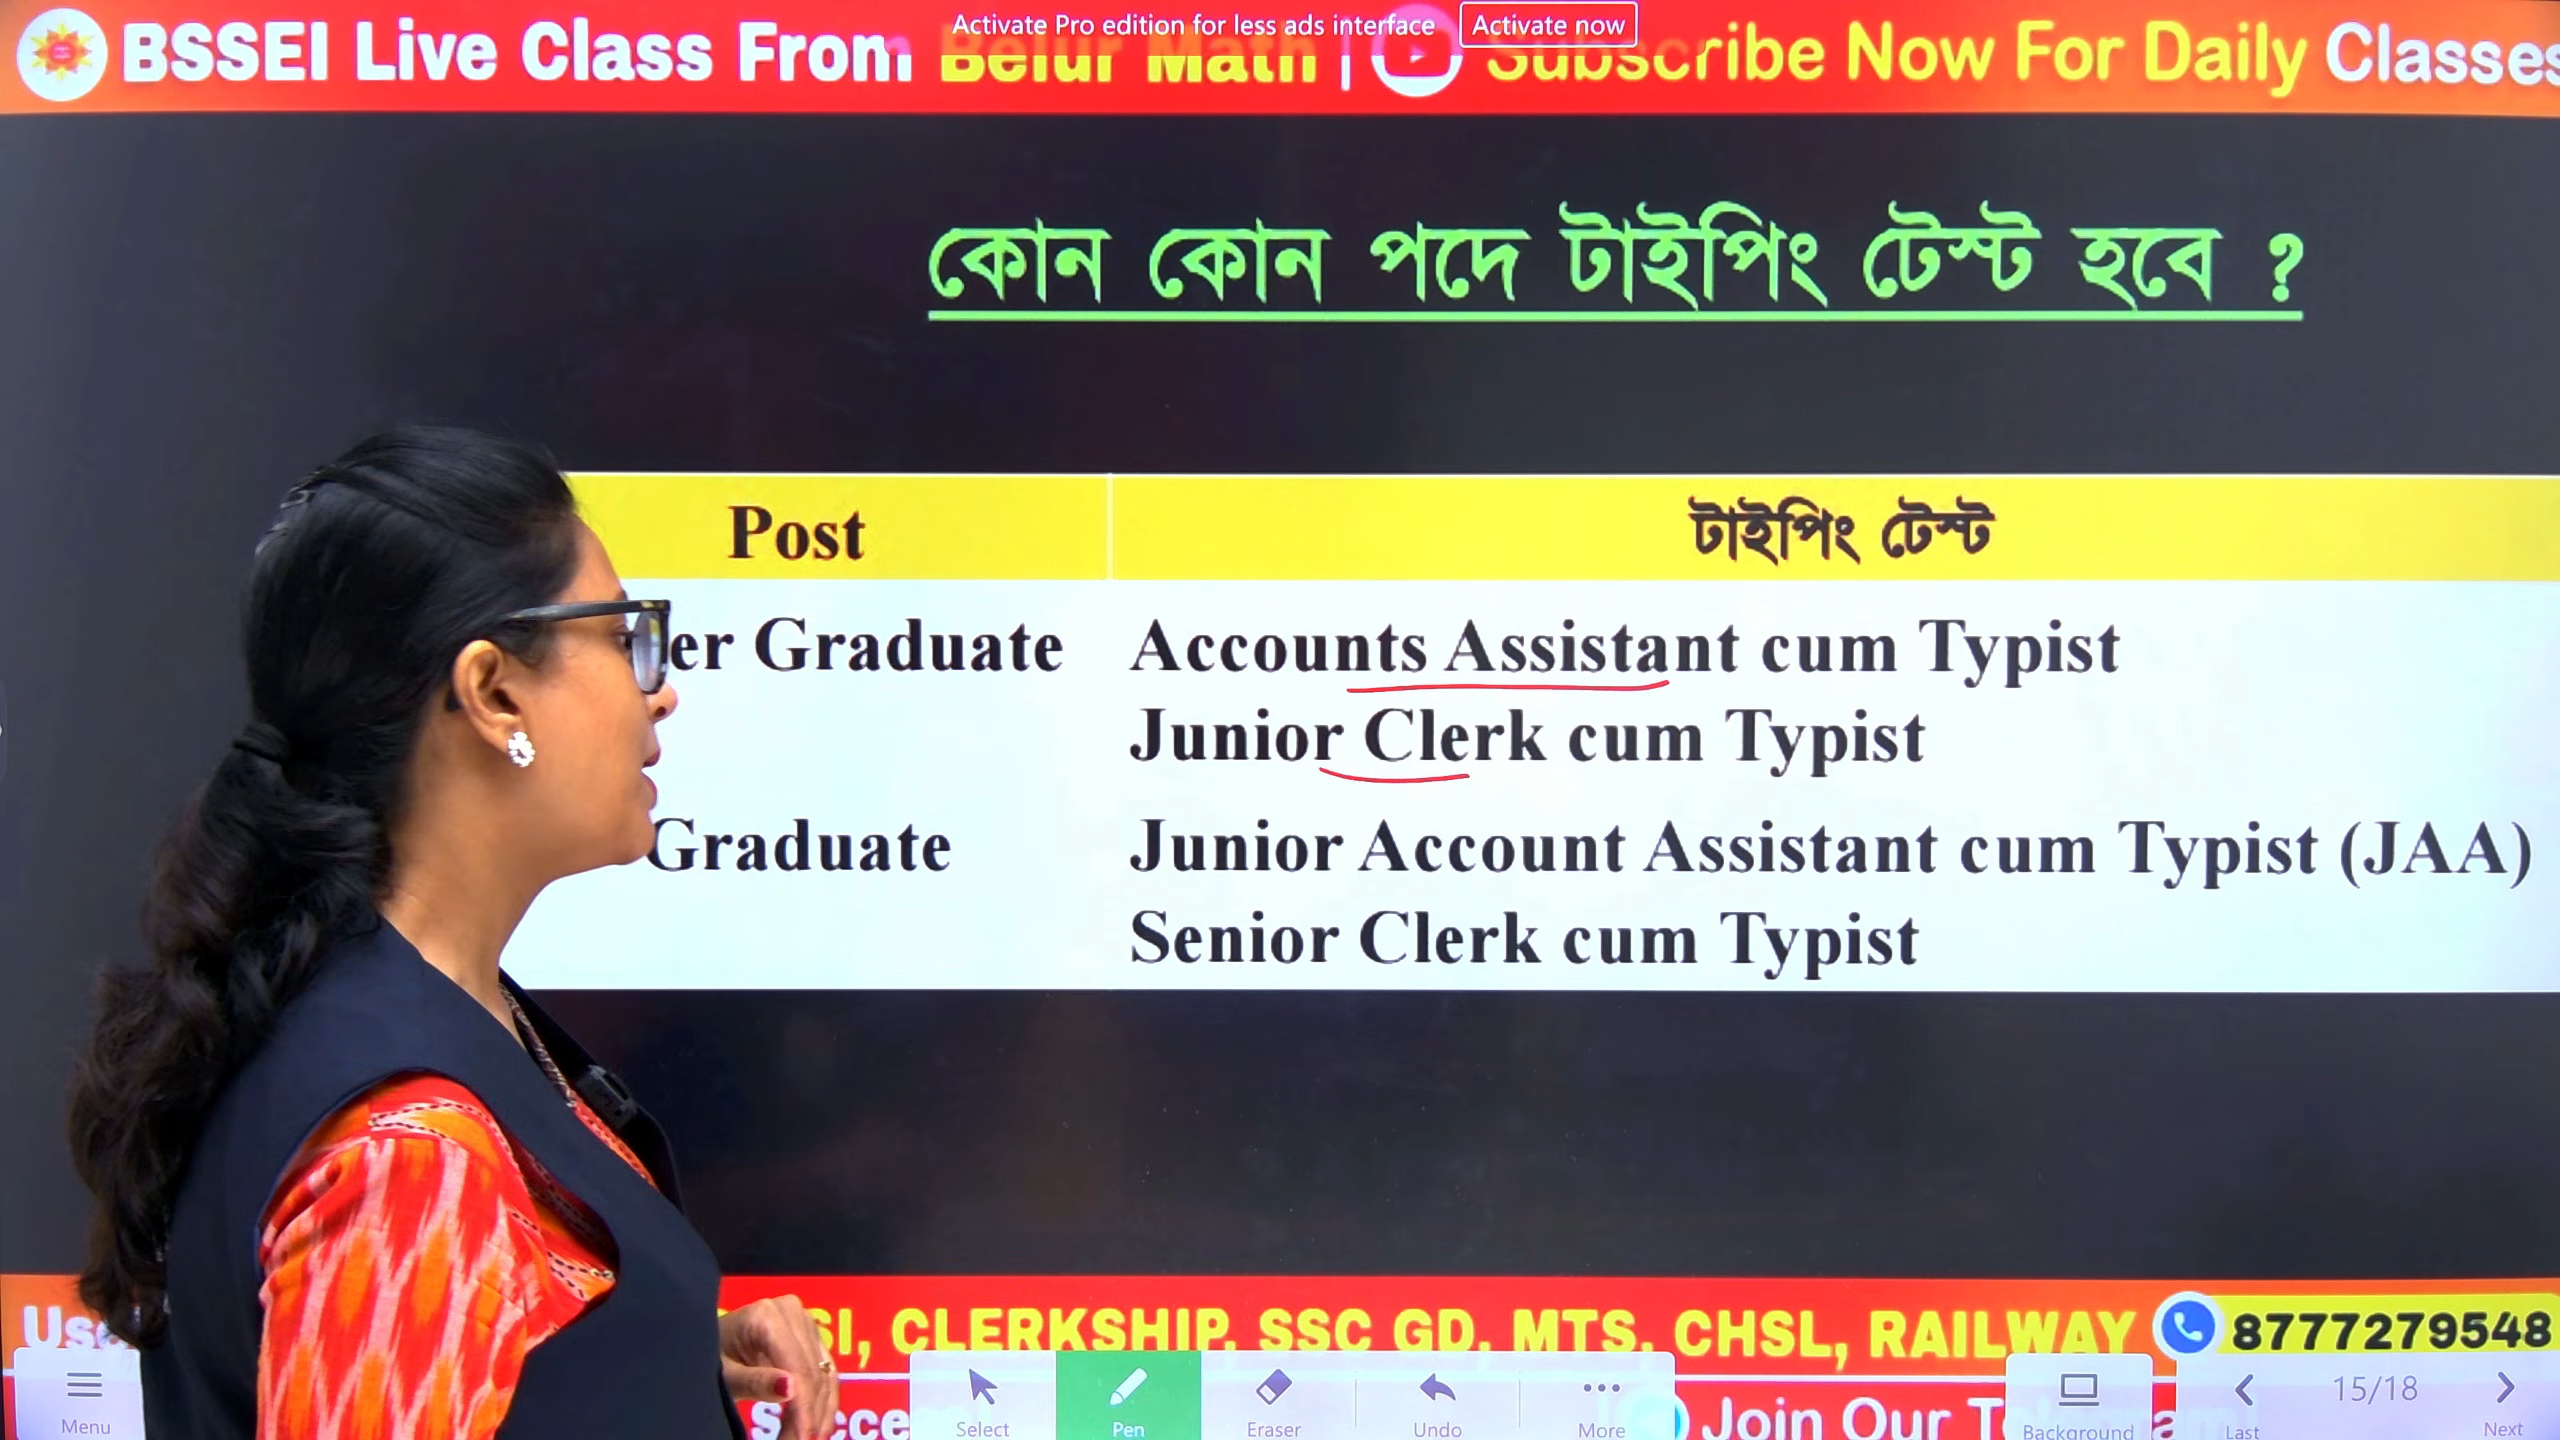 Activate Pro edition for less ads interface Activate now
BSSEI Live Class From Belur Math | Subscribe Now For Daily Classes
কোন কোন পদে টাইপিং টেস্ট হবে ?
Post টাইপিং টেস্ট
er Graduate Accounts Assistant cum Typist
Junior Clerk cum Typist
Graduate Junior Account Assistant cum Typist (JAA)
Senior Clerk cum Typist
SI, CLERKSHIP, SSC GD, MTS, CHSL, RAILWAY 8777279548
Join Our
Menu Select Pen Eraser Undo More Background Last 15/18 Next